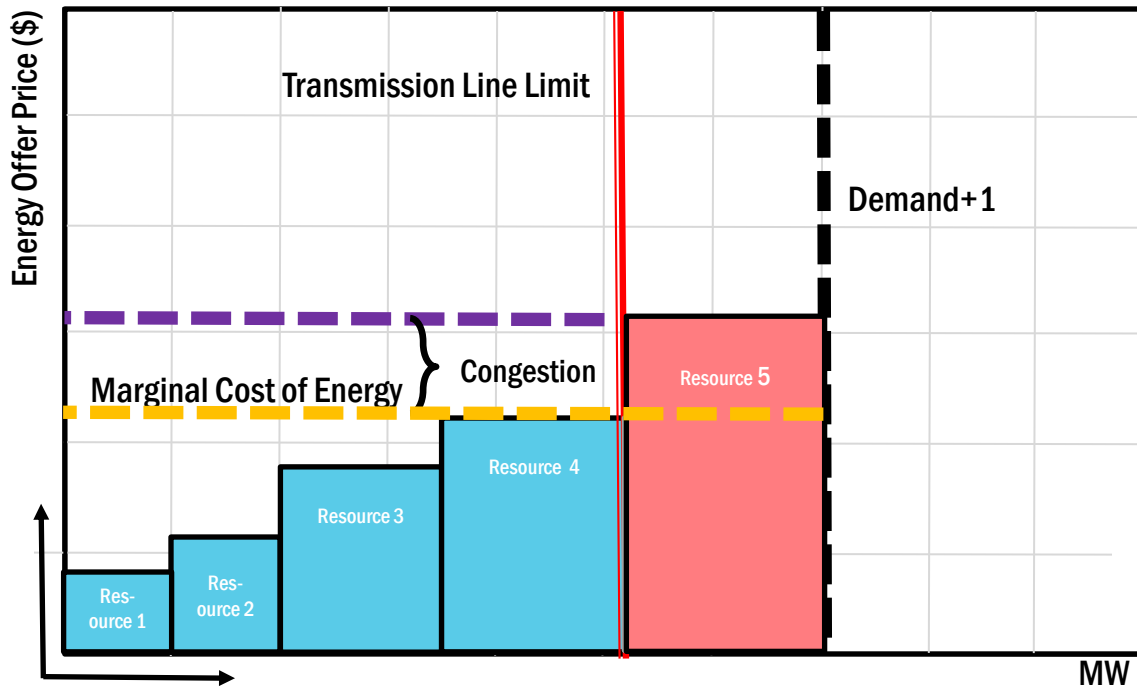 Energy Offer Price ($)
Transmission Line Limit
Demand+1
Marginal Cost of Energy
Congestion
Resource 5
Resource 4
Resource 3
Res-
ource 2
Res-
ource 1
MW